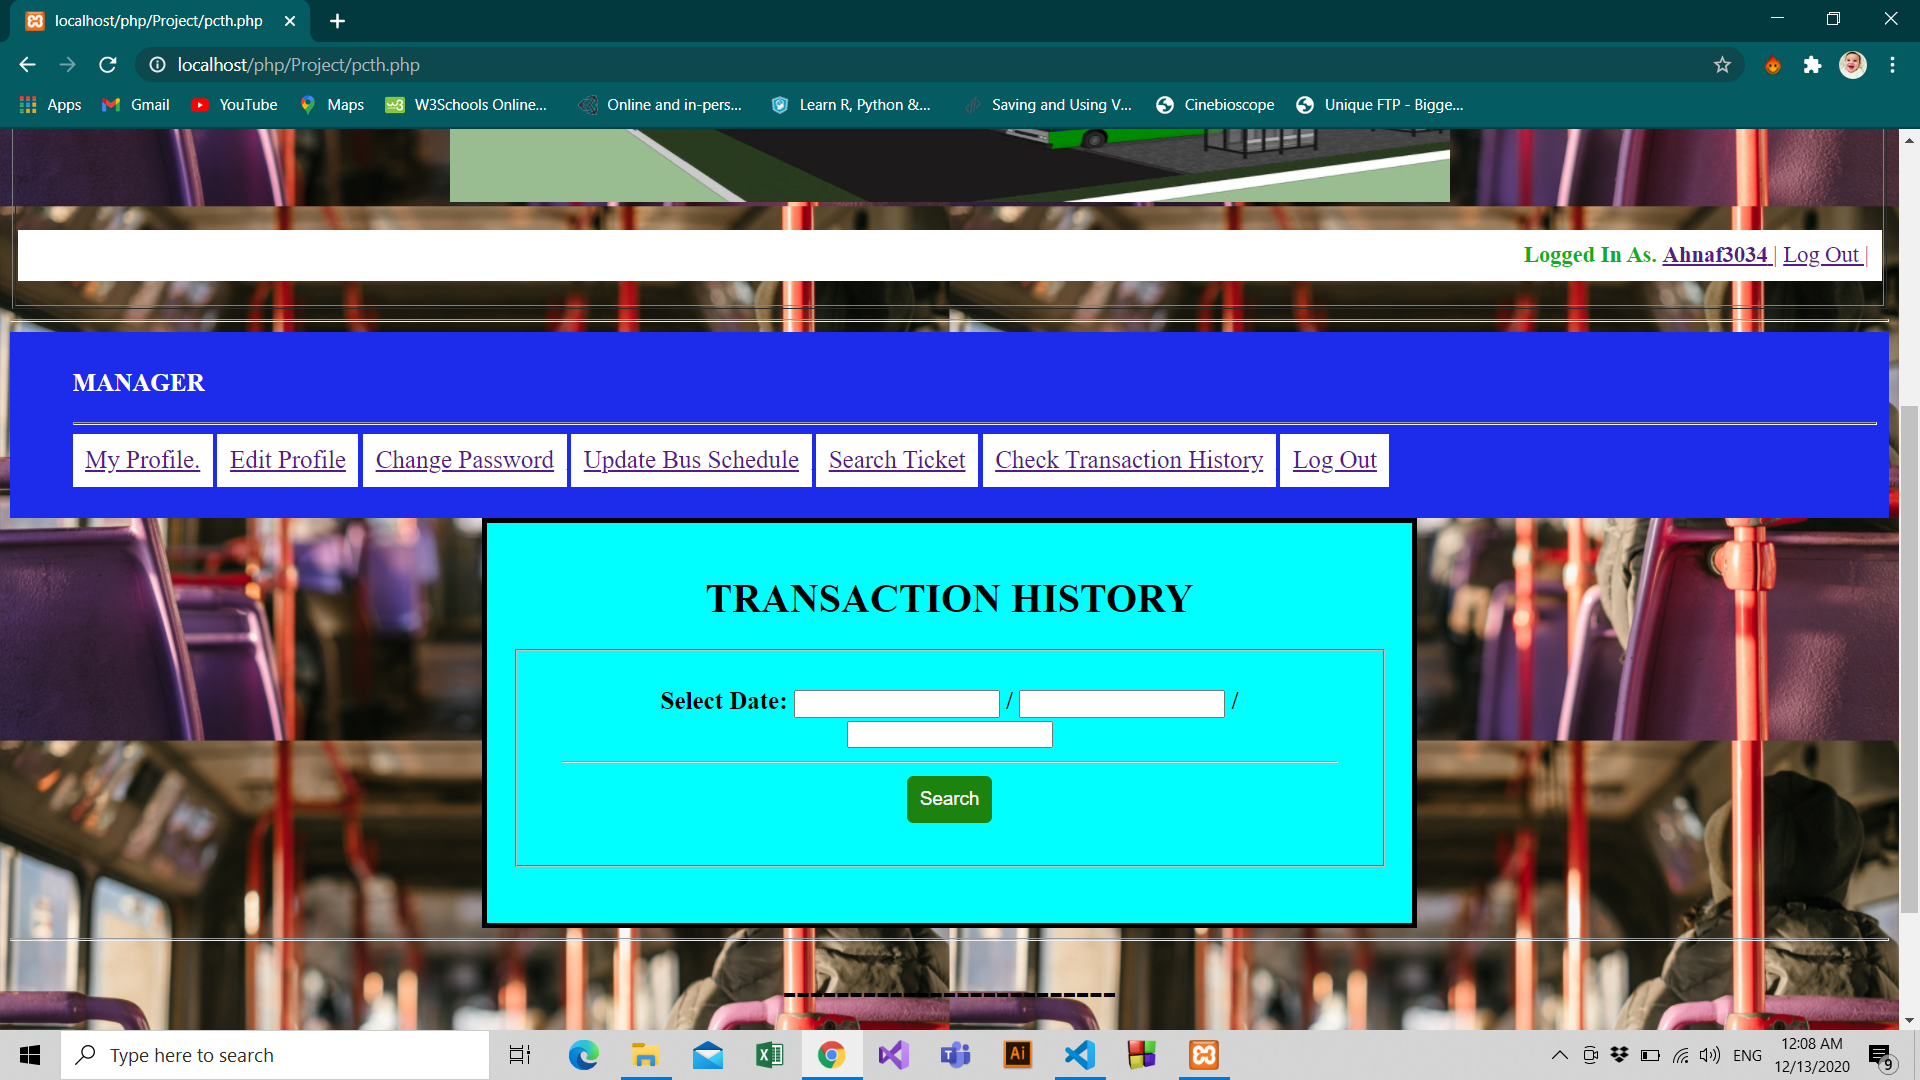 localhost/php/Project/pcth.php
localhost/php/Project/pcth.php
Apps Gmail YouTube Maps W3Schools Online... Online and in-pers... Learn R, Python &... Saving and Using V... Cinebioscope Unique FTP - Bigge...
Logged In As. Ahnaf3034 | Log Out |
MANAGER
My Profile. Edit Profile Change Password Update Bus Schedule Search Ticket Check Transaction History Log Out
TRANSACTION HISTORY
Select Date: / /
Search
-------------------------
Type here to search
ENG
12:08 AM
12/13/2020
9